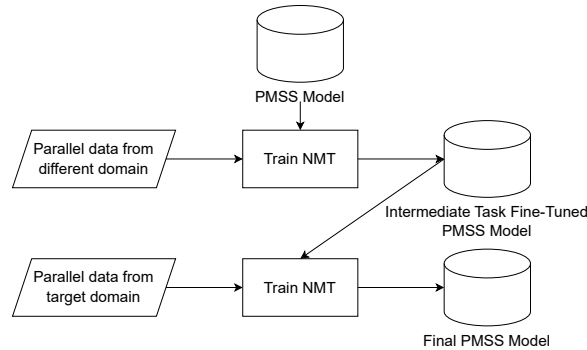 PMSS Model
Parallel data from
different domain
Train NMT
Intermediate Task Fine-Tuned
PMSS Model
Parallel data from
target domain
Train NMT
Final PMSS Model